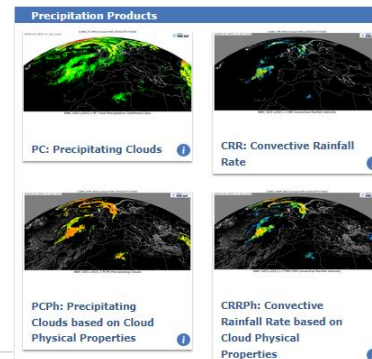 Precipitation Products
PC: Precipitating Clouds
CRR: Convective Rainfall
Rate
PCPh: Precipitating
Clouds based on Cloud
Physical Properties
CRRPh: Convective
Rainfall Rate based on
Cloud Physical
Properties